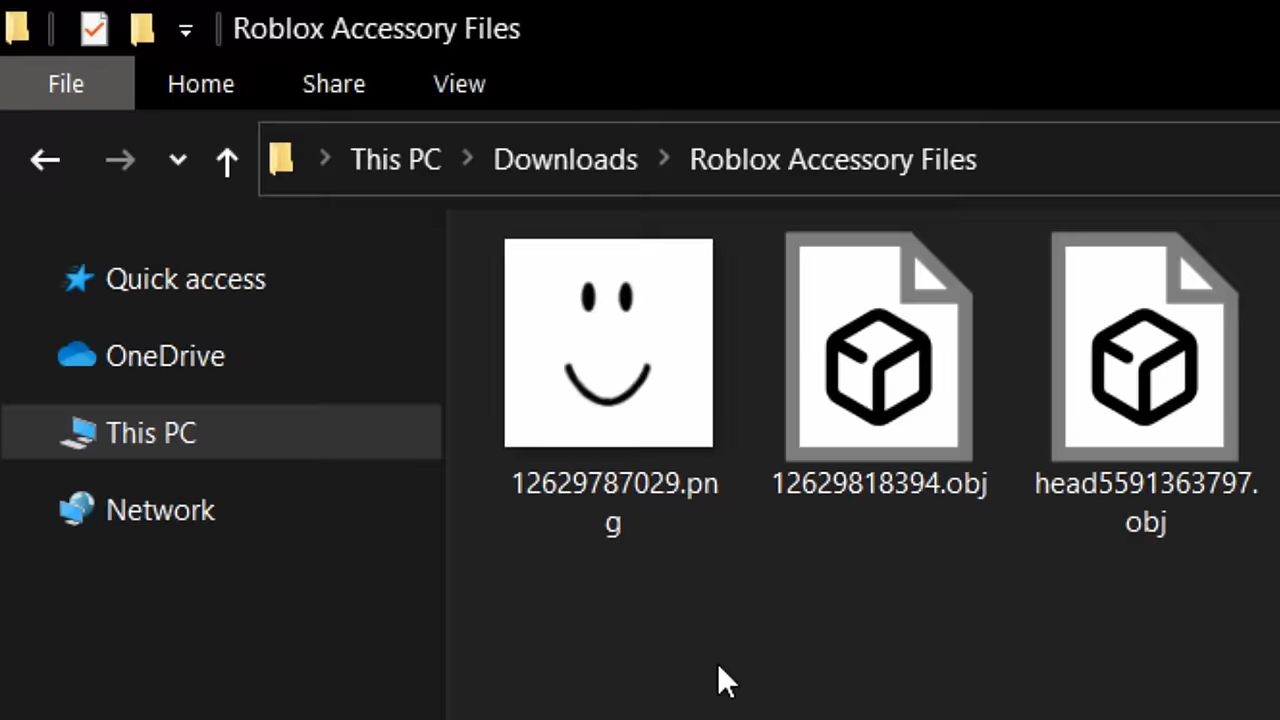 Roblox Accessory Files
File Home Share View
This PC Downloads Roblox Accessory Files
Quick access
OneDrive
This PC
Network
12629787029.pn
g
12629818394.obj
head5591363797.
obj